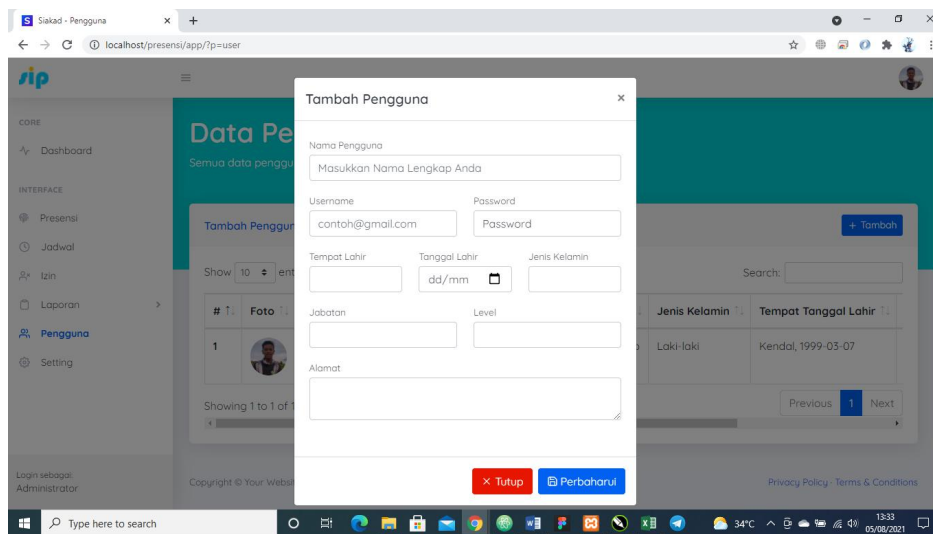 Siakad - Pengguna
localhost/presensi/app/?p=user
sip
Tambah Pengguna
CORE
Dashboard
Data Pe
Semua data penggu
Nama Pengguna
Masukkan Nama Lengkap Anda
INTERFACE
Username Password
contoh@gmail.com Password
Presensi
Tambah Penggun
+ Tambah
Jadwal
Tempat Lahir Tanggal Lahir Jenis Kelamin
dd/mm
Izin
Show 10 ent
Search:
Laporan
# Foto
Jabatan Level
Jenis Kelamin Tempat Tanggal Lahir
Pengguna
1
Laki-laki Kendal, 1999-03-07
Setting
Alamat
Showing 1 to 1 of 1
Previous 1 Next
Login sebagai:
Administrator
Copyright © Your Websi
× Tutup Perbaharui
Privacy Policy · Terms & Conditions
Type here to search
34°C
13:33
05/08/2021